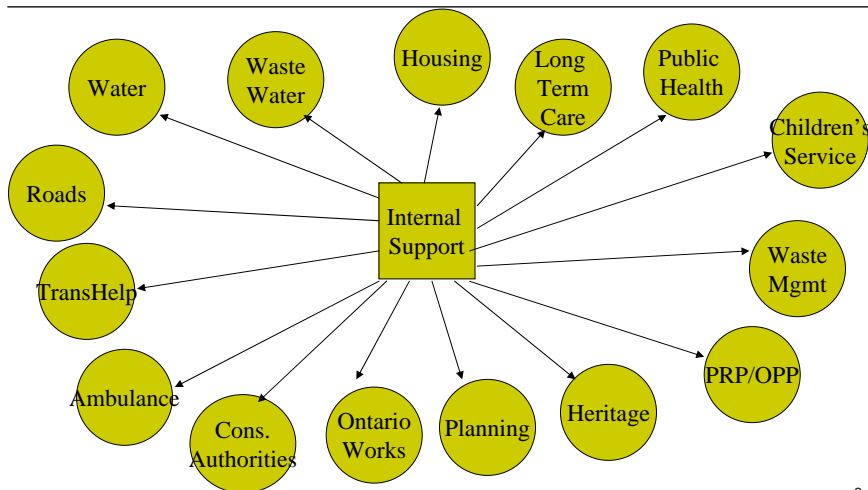 Housing
Waste
Water
Long
Term
Care
Public
Health
Water
Children's
Service
Roads
Internal
Support
TransHelp
Waste
Mgmt
Ambulance
Cons.
Authorities
Ontario
Works
Planning
Heritage
PRP/OPP